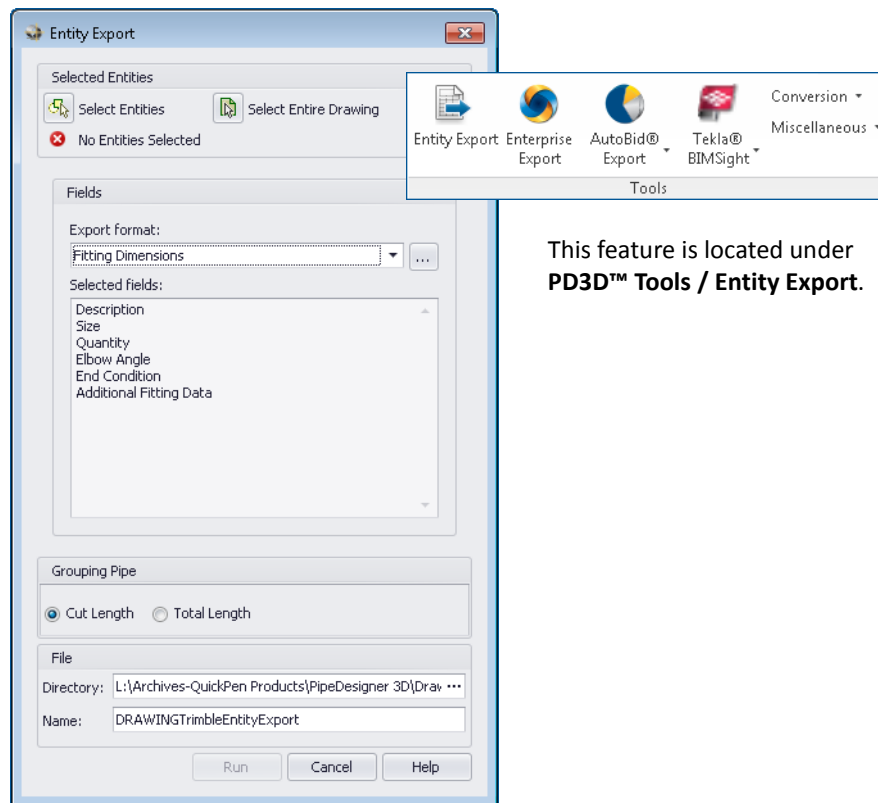 Entity Export
Selected Entities
Select Entities
Select Entire Drawing
No Entities Selected
Entity Export
Enterprise
Export
AutoBid®
Export
Tekla®
BIMSight
Conversion
Miscellaneous
Tools
This feature is located under
PD3D™ Tools / Entity Export.
Fields
Export format:
Fitting Dimensions
...
Selected fields:
Description
Size
Quantity
Elbow Angle
End Condition
Additional Fitting Data
Grouping Pipe
Cut Length
Total Length
File
Directory: L:\Archives-QuickPen Products\PipeDesigner 3D\Drav ...
Name: DRAWINGTrimbleEntityExport
Run
Cancel
Help